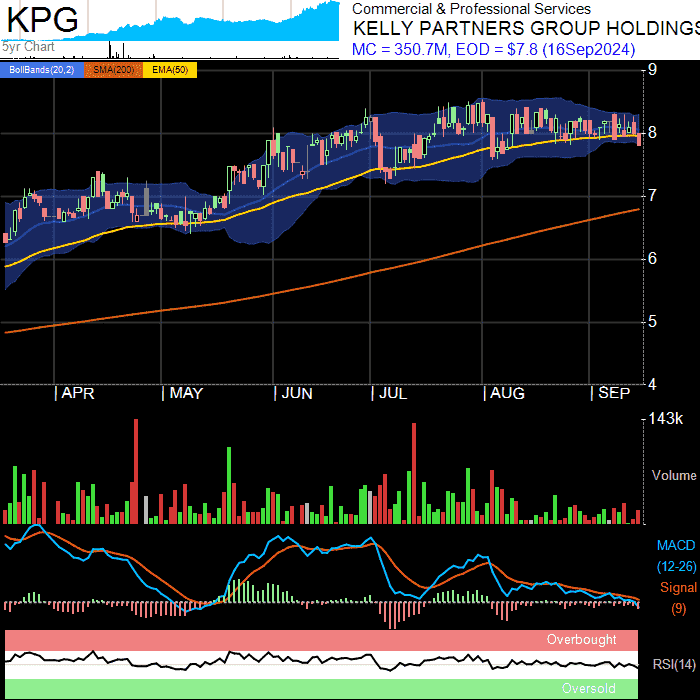 KPG
5yr Chart
Commercial & Professional Services
KELLY PARTNERS GROUP HOLDINGS
MC = 350.7M, EOD = $7.8 (16Sep2024)
BollBands(20,2) SMA(200) EMA(50)
9
8
7
6
5
4
APR MAY JUN JUL AUG SEP
143k
Volume
MACD
(12-26)
Signal
(9)
Overbought
RSI(14)
Oversold